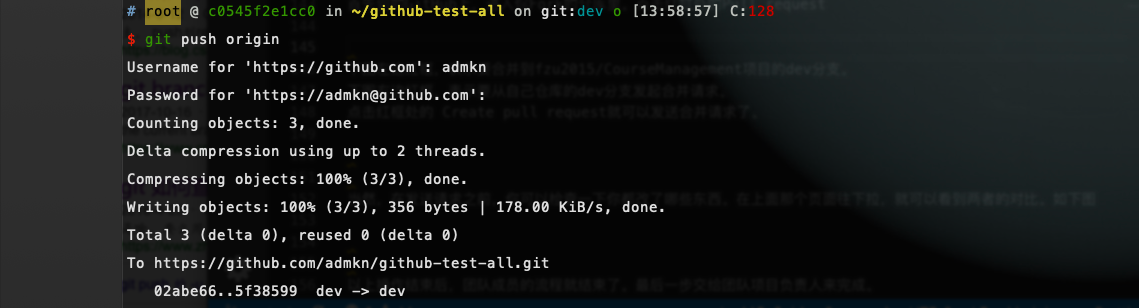 # root @ c0545f2e1cc0 in ~/github-test-all on git:dev o [13:58:57] C:128
$ git push origin
Username for 'https://github.com': admkn
Password for 'https://admkn@github.com':
Counting objects: 3, done.
Delta compression using up to 2 threads.
Compressing objects: 100% (3/3), done.
Writing objects: 100% (3/3), 356 bytes | 178.00 KiB/s, done.
Total 3 (delta 0), reused 0 (delta 0)
To https://github.com/admkn/github-test-all.git
02abe66..5f38599 dev -> dev